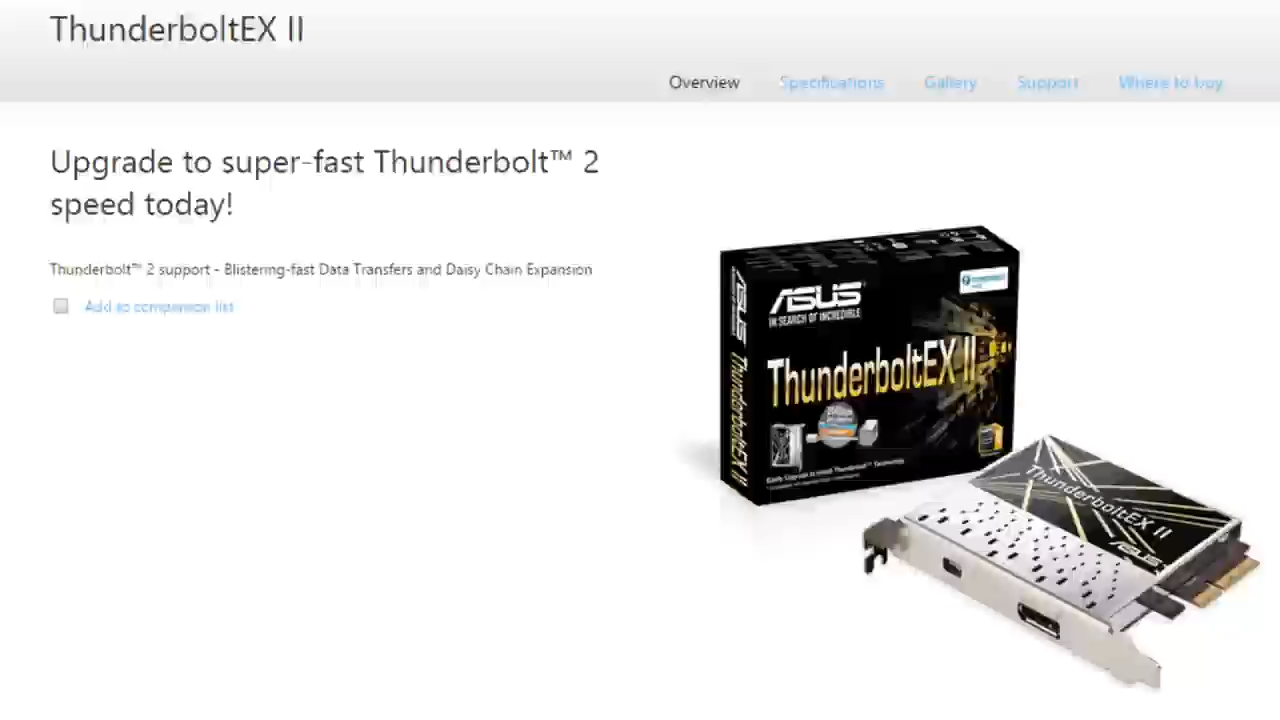 ThunderboltEX II
Overview
Specifications
Gallery
Support
Where to buy
Upgrade to super-fast Thunderbolt™ 2
speed today!
Thunderbolt™ 2 support - Blistering-fast Data Transfers and Daisy Chain Expansion
Add to comparison list
ASUS
IN SEARCH OF INCREDIBLE
ThunderboltEX II
ASUS
ThunderboltEX II
ThunderboltEX II
ASUS